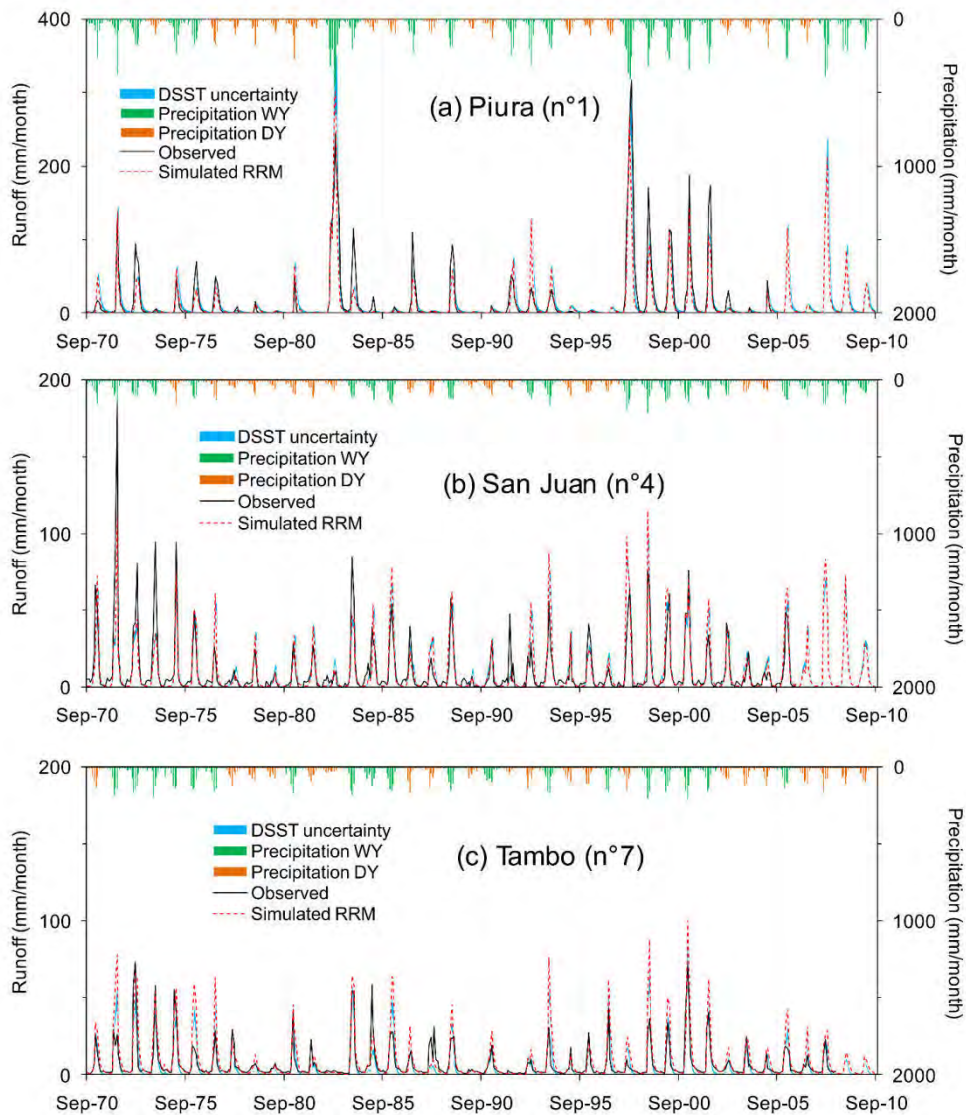 400
300
200
100
0
Runoff (mm/month)
0
1000
2000
Precipitation (mm/month)
DSST uncertainty
Precipitation WY
Precipitation DY
Observed
Simulated RRM
(a) Piura (n°1)
Sep-70 Sep-75 Sep-80 Sep-85 Sep-90 Sep-95 Sep-00 Sep-05 Sep-10
200
100
0
Runoff (mm/month)
0
1000
2000
Precipitation (mm/month)
DSST uncertainty
Precipitation WY
Precipitation DY
Observed
Simulated RRM
(b) San Juan (n°4)
Sep-70 Sep-75 Sep-80 Sep-85 Sep-90 Sep-95 Sep-00 Sep-05 Sep-10
200
100
0
Runoff (mm/month)
0
1000
2000
Precipitation (mm/month)
DSST uncertainty
Precipitation WY
Precipitation DY
Observed
Simulated RRM
(c) Tambo (n°7)
Sep-70 Sep-75 Sep-80 Sep-85 Sep-90 Sep-95 Sep-00 Sep-05 Sep-10